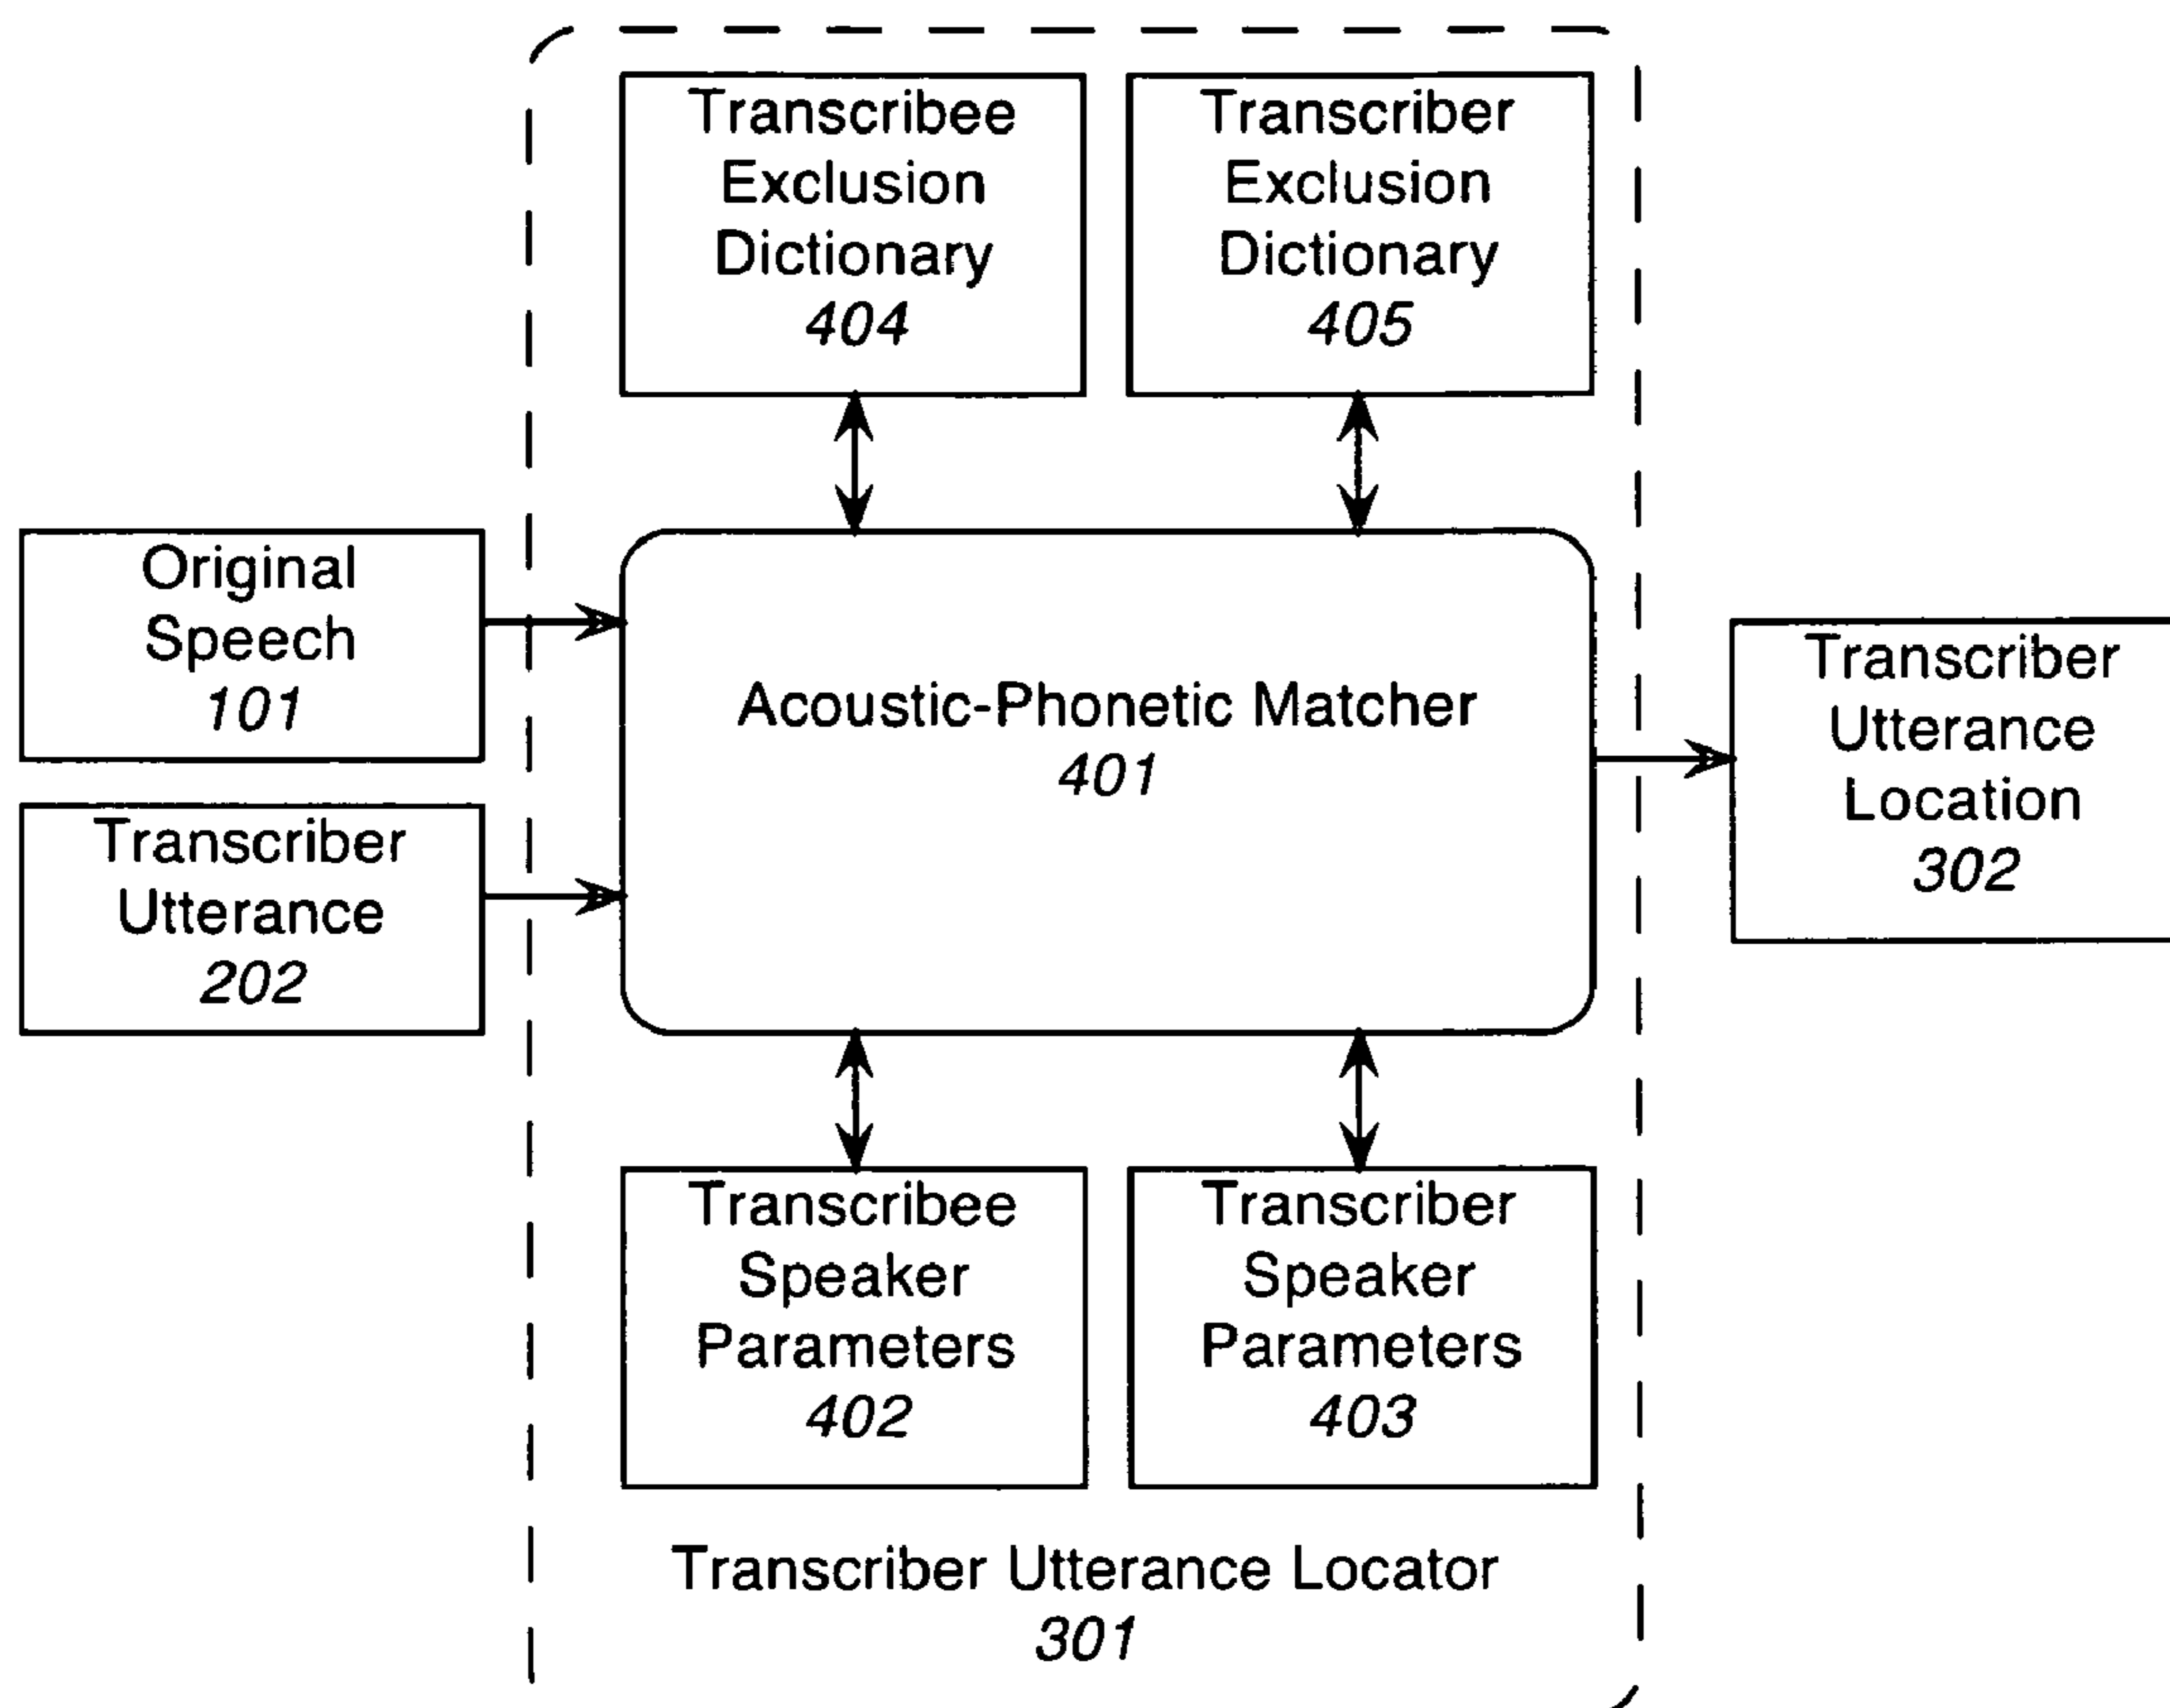 Transcribee
Exclusion
Dictionary
404
Transcriber
Exclusion
Dictionary
405
Original
Speech
101
Transcriber
Utterance
202
Acoustic-Phonetic Matcher
401
Transcriber
Utterance
Location
302
Transcribee
Speaker
Parameters
402
Transcriber
Speaker
Parameters
403
Transcriber Utterance Locator
301